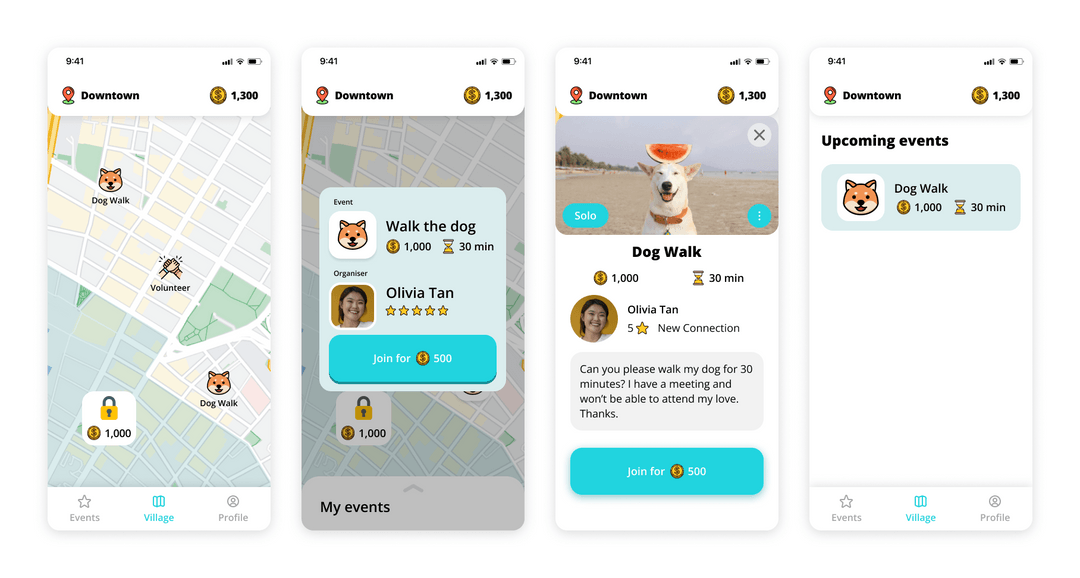 9:41
Downtown
1,300
Dog Walk
Volunteer
Dog Walk
1,000
Events
Village
Profile
9:41
Downtown
1,300
Event
Walk the dog
1,000
30 min
Organiser
Olivia Tan
Join for 500
1,000
My events
9:41
Downtown
1,300
Solo
Dog Walk
1,000
30 min
Olivia Tan
5 New Connection
Can you please walk my dog for 30
minutes? I have a meeting and
won't be able to attend my love.
Thanks.
Join for 500
9:41
Downtown
1,300
Upcoming events
Dog Walk
1,000
30 min
Events
Village
Profile